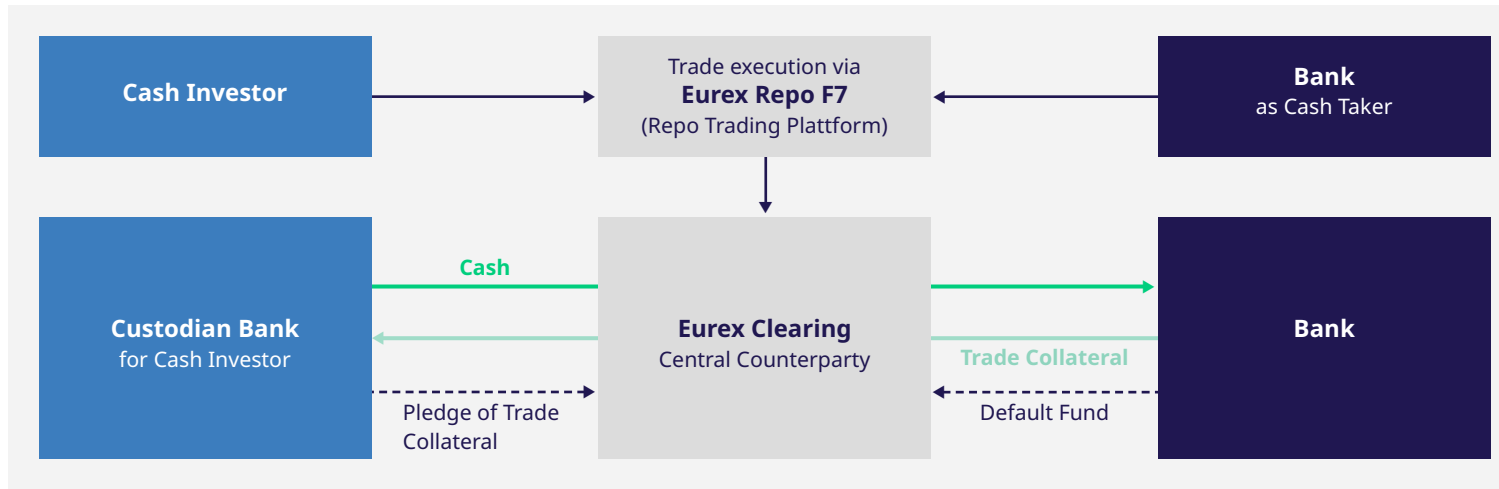 Cash Investor
Trade execution via
Eurex Repo F7
(Repo Trading Plattform)
Bank
as Cash Taker
Cash
Custodian Bank
for Cash Investor
Eurex Clearing
Central Counterparty
Bank
Trade Collateral
Pledge of Trade
Collateral
Default Fund